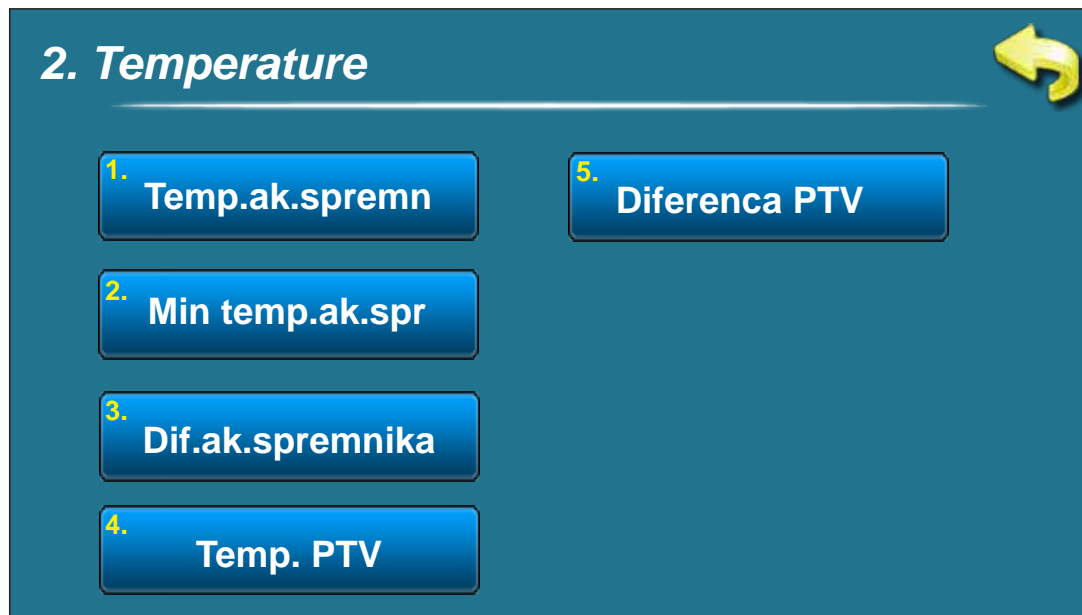 2. Temperature
1. Temp.ak.spremn
2. Min temp.ak.spr
3. Dif.ak.spremnika
4. Temp. PTV
5. Diferenca PTV